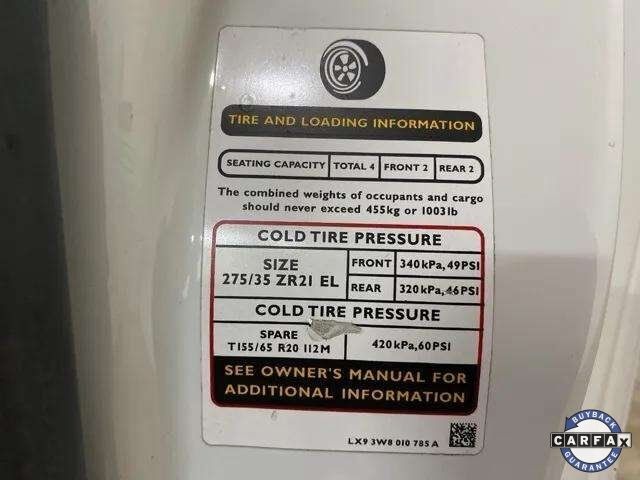 TIRE AND LOADING INFORMATION
SEATING CAPACITY TOTAL 4 FRONT 2 REAR 2
The combined weights of occupants and cargo
should never exceed 455kg or 1003lb
COLD TIRE PRESSURE
SIZE
275/35 ZR21 EL
FRONT 340kPa,49PSI
REAR 320kPa,46PSI
COLD TIRE PRESSURE
SPARE
T155/65 R20 112M
420kPa,60PSI
SEE OWNER'S MANUAL FOR
ADDITIONAL INFORMATION
LX9 3W8 010 785 A
BUYBACK
CARFAX
GUARANTEE